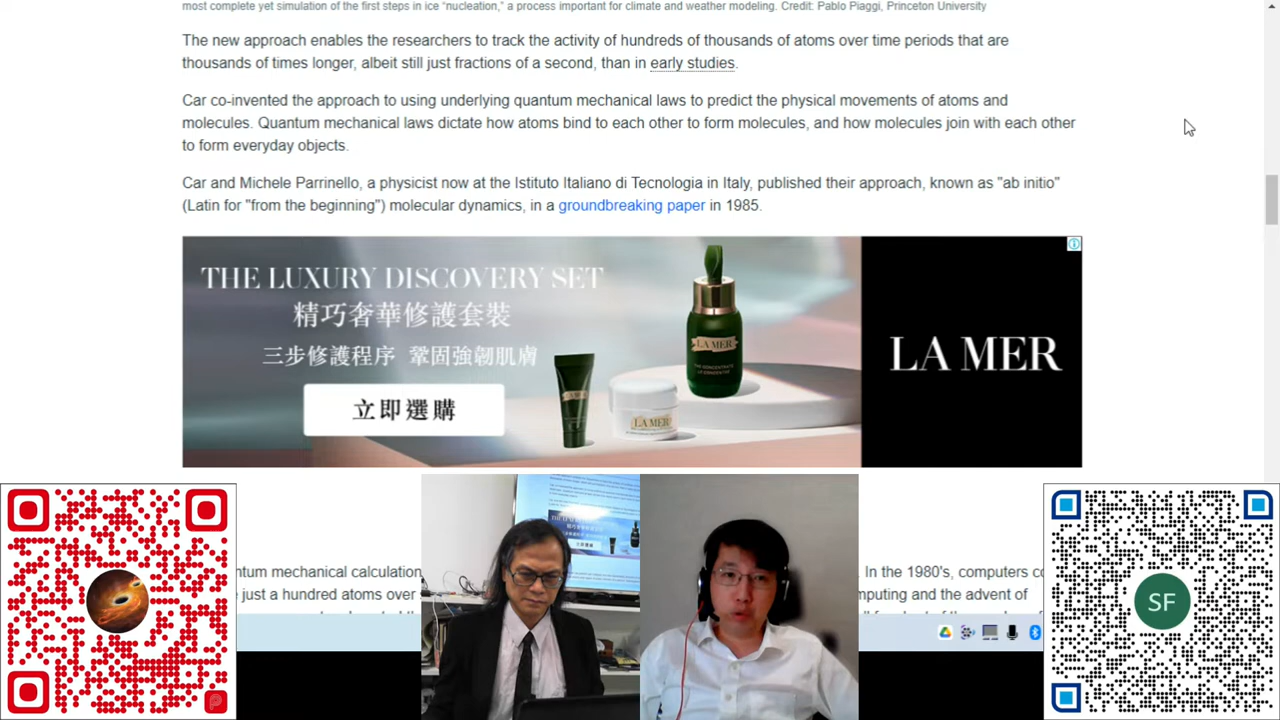 most complete yet simulation of the first steps in ice “nucleation,” a process important for climate and weather modeling. Credit: Pablo Piaggi, Princeton University
The new approach enables the researchers to track the activity of hundreds of thousands of atoms over time periods that are
thousands of times longer, albeit still just fractions of a second, than in early studies.
Car co-invented the approach to using underlying quantum mechanical laws to predict the physical movements of atoms and
molecules. Quantum mechanical laws dictate how atoms bind to each other to form molecules, and how molecules join with each other
to form everyday objects.
Car and Michele Parrinello, a physicist now at the Istituto Italiano di Tecnologia in Italy, published their approach, known as "ab initio"
(Latin for "from the beginning") molecular dynamics, in a groundbreaking paper in 1985.
THE LUXURY DISCOVERY SET
精巧奢華修護套裝
三步修護程序 鞏固強韌肌膚
立即選購
LA MER
THE CONCENTRATE
LA MER
LA MER
ntum mechanical calculation
. In the 1980's, computers c
e just a hundred atoms over
mputing and the advent of
SF